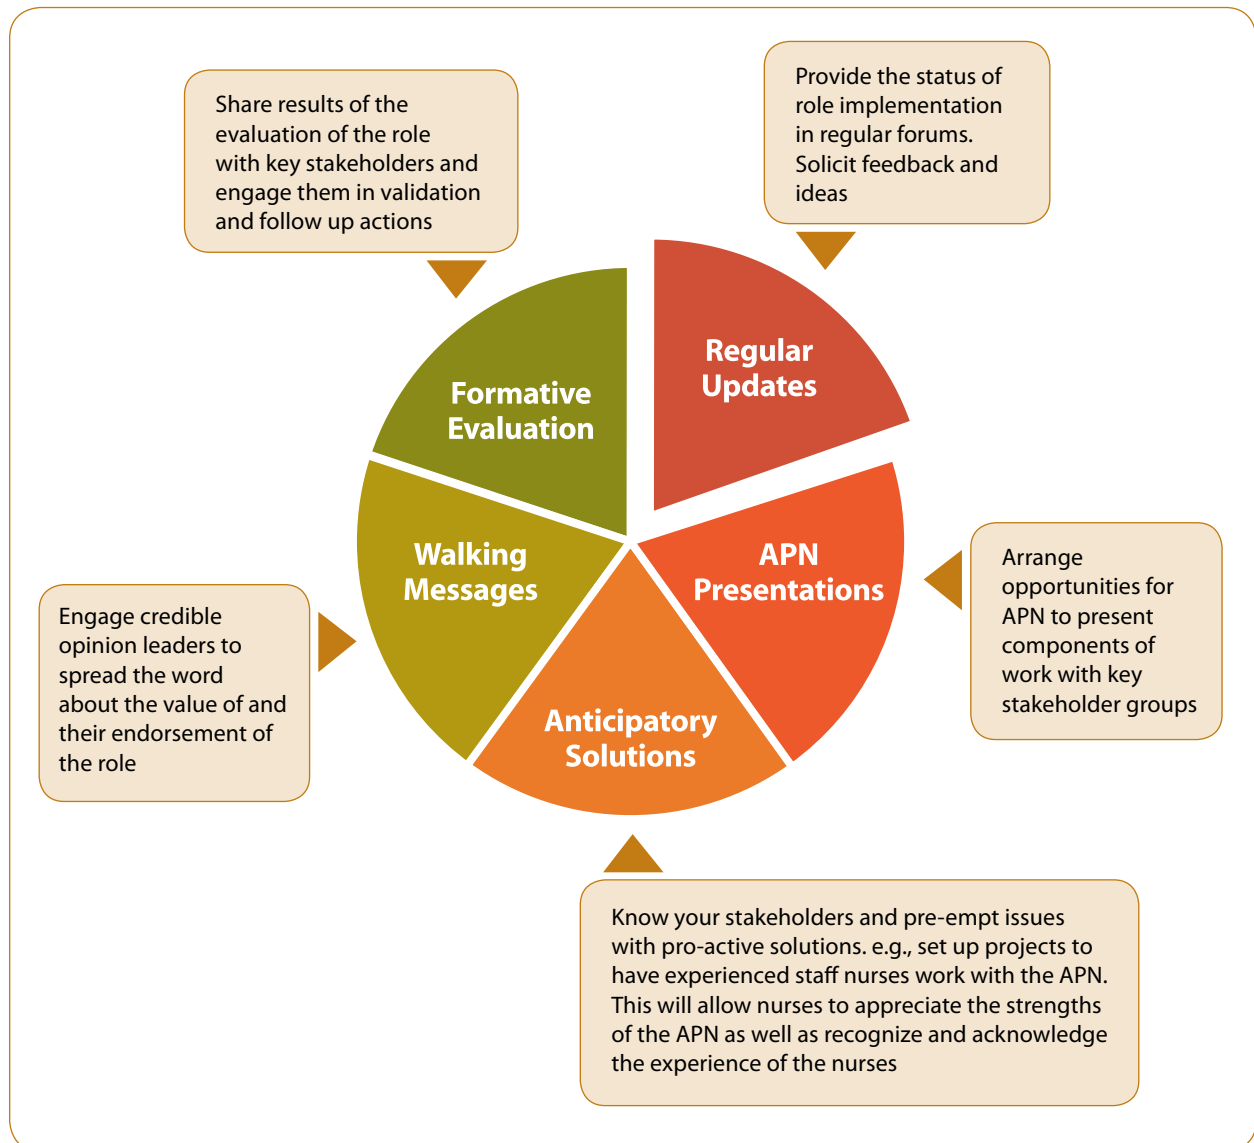 Share results of the
evaluation of the role
with key stakeholders and
engage them in validation
and follow up actions
Provide the status of
role implementation
in regular forums.
Solicit feedback and
ideas
Regular
Updates
Formative
Evaluation
Walking
Messages
APN
Presentations
Anticipatory
Solutions
Engage credible
opinion leaders to
spread the word
about the value of and
their endorsement of
the role
Arrange
opportunities for
APN to present
components of
work with key
stakeholder groups
Know your stakeholders and pre-empt issues
with pro-active solutions. e.g., set up projects to
have experienced staff nurses work with the APN.
This will allow nurses to appreciate the strengths
of the APN as well as recognize and acknowledge
the experience of the nurses